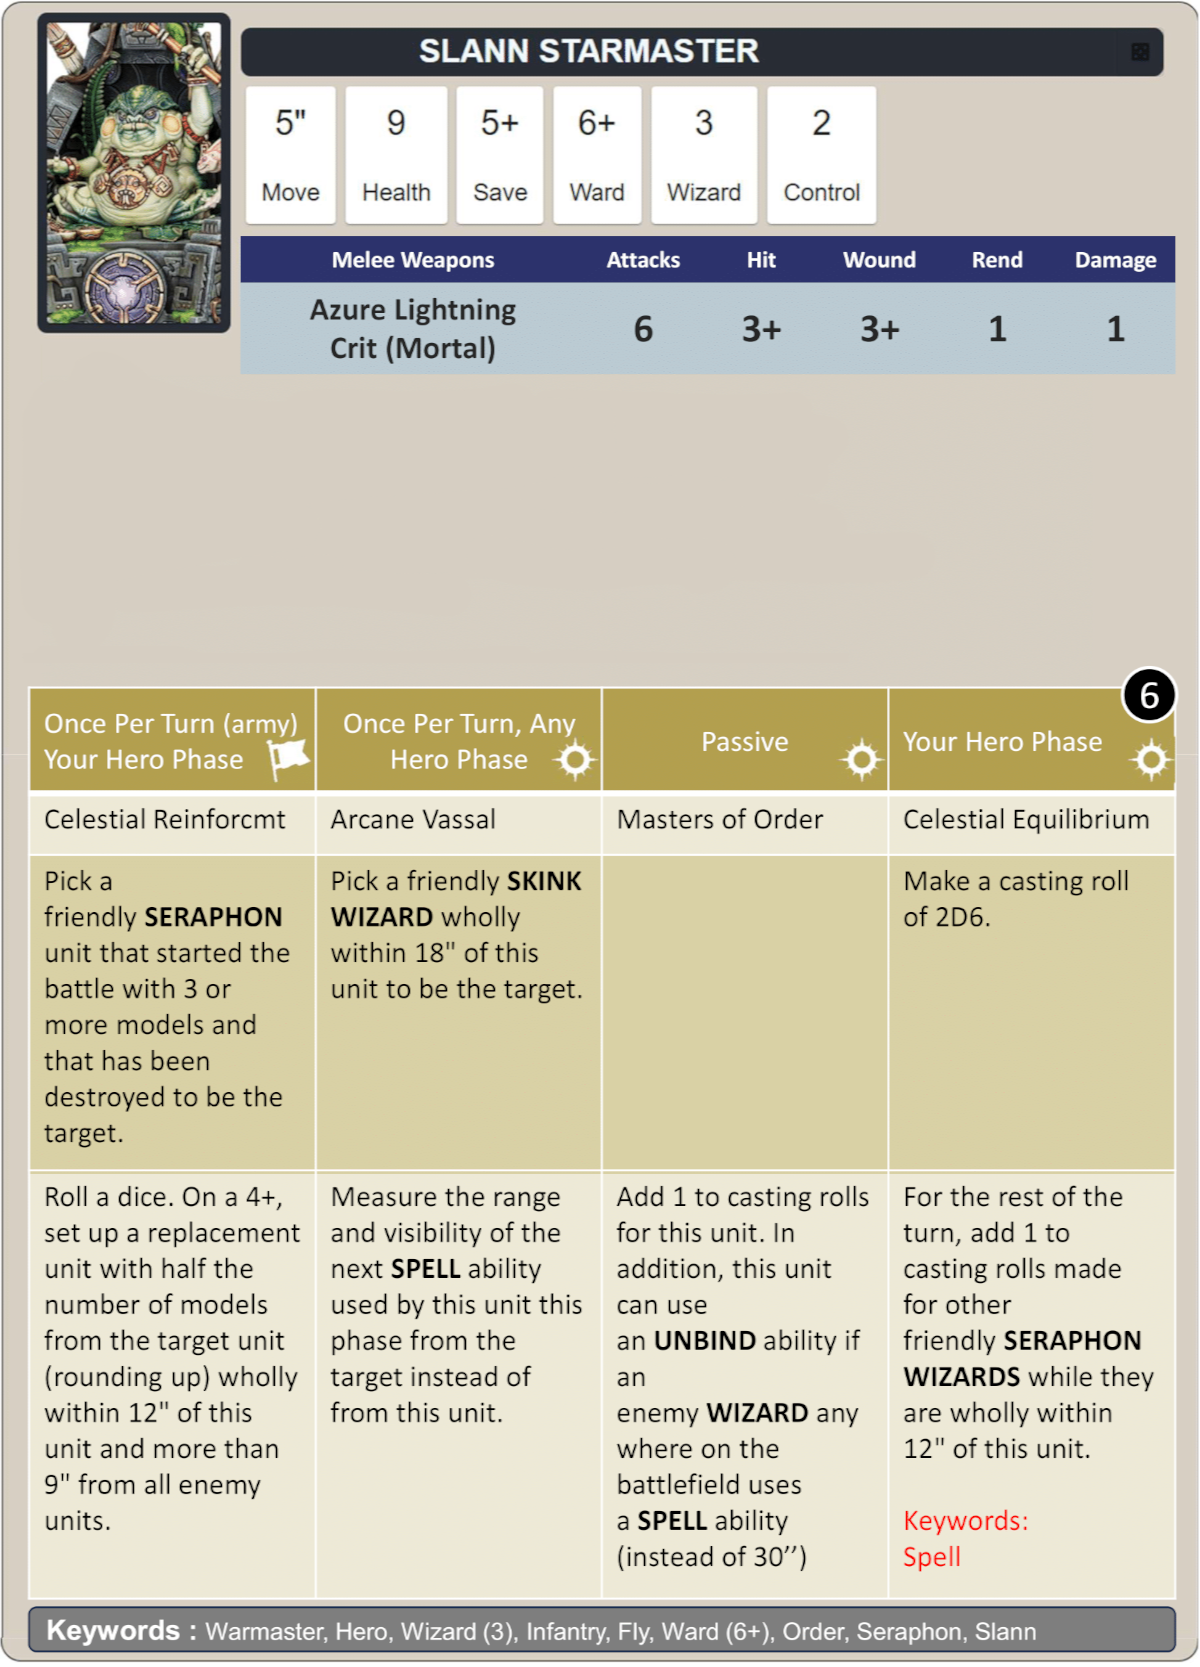 SLANN STARMASTER
5" 9 5+ 6+ 3 2
Move Health Save Ward Wizard Control
Melee Weapons Attacks Hit Wound Rend Damage
Azure Lightning
Crit (Mortal) 6 3+ 3+ 1 1
6
Once Per Turn (army)
Your Hero Phase
Once Per Turn, Any
Hero Phase
Passive
Your Hero Phase
Celestial Reinforcmt
Arcane Vassal
Masters of Order
Celestial Equilibrium
Pick a
friendly SERAPHON
unit that started the
battle with 3 or
more models and
that has been
destroyed to be the
target.
Pick a friendly SKINK
WIZARD wholly
within 18" of this
unit to be the target.
Make a casting roll
of 2D6.
Roll a dice. On a 4+,
set up a replacement
unit with half the
number of models
from the target unit
(rounding up) wholly
within 12" of this
unit and more than
9" from all enemy
units.
Measure the range
and visibility of the
next SPELL ability
used by this unit this
phase from the
target instead of
from this unit.
Add 1 to casting rolls
for this unit. In
addition, this unit
can use
an UNBIND ability if
an
enemy WIZARD any
where on the
battlefield uses
a SPELL ability
(instead of 30’’)
For the rest of the
turn, add 1 to
casting rolls made
for other
friendly SERAPHON
WIZARDS while they
are wholly within
12" of this unit.
Keywords:
Spell
Keywords : Warmaster, Hero, Wizard (3), Infantry, Fly, Ward (6+), Order, Seraphon, Slann